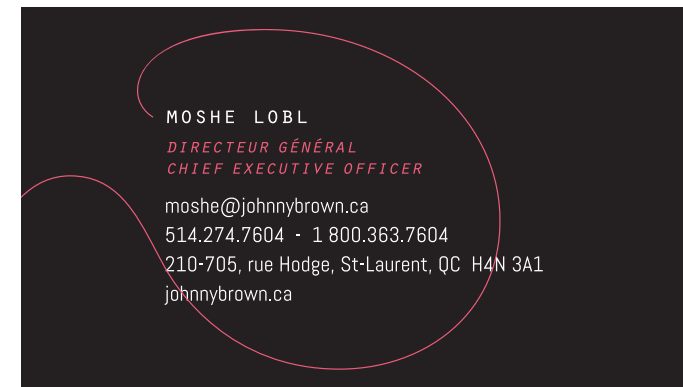 MOSHE LOBL
DIRECTEUR GÉNÉRAL
CHIEF EXECUTIVE OFFICER
moshe@johnnybrown.ca
514.274.7604 - 1 800.363.7604
210-705, rue Hodge, St-Laurent, QC H4N 3A1
johnnybrown.ca